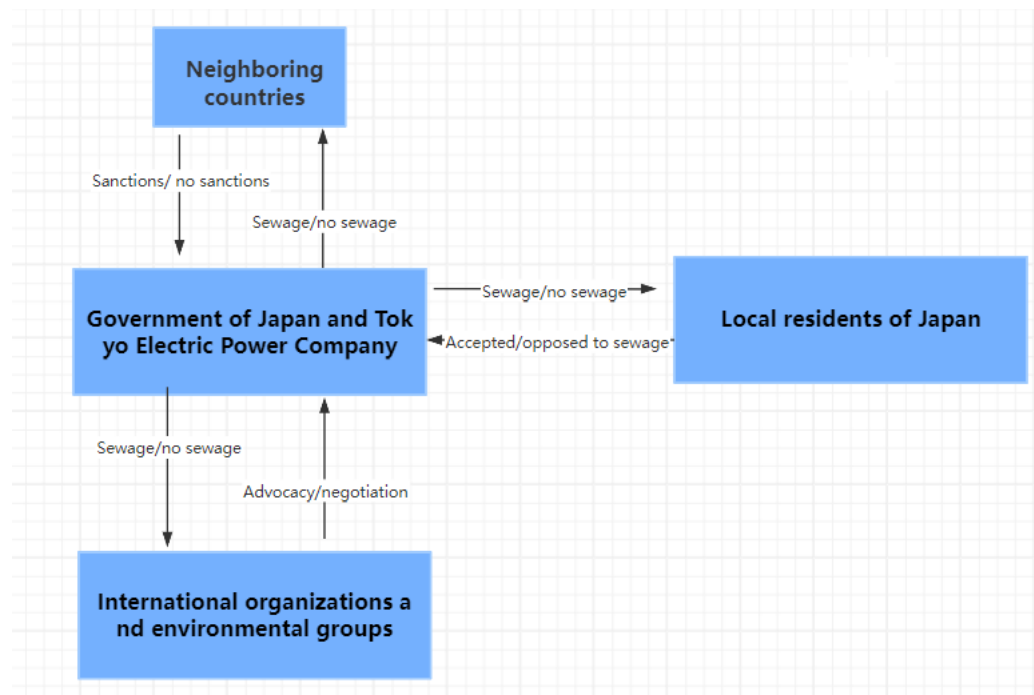 Neighboring
countries
Sanctions/ no sanctions
Sewage/no sewage
Government of Japan and Tok
yo Electric Power Company
Sewage/no sewage
Accepted/opposed to sewage
Local residents of Japan
Sewage/no sewage
Advocacy/negotiation
International organizations a
nd environmental groups